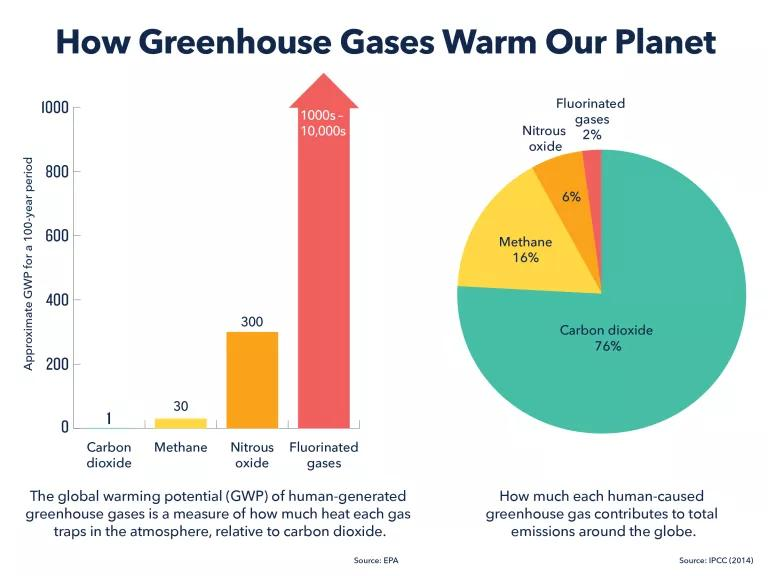 How Greenhouse Gases Warm Our Planet
Approximate GWP for a 100-year period
1000
800
600
400
200
0
1
30
300
1000s–
10,000s
Carbon
dioxide
Methane
Nitrous
oxide
Fluorinated
gases
The global warming potential (GWP) of human-generated
greenhouse gases is a measure of how much heat each gas
traps in the atmosphere, relative to carbon dioxide.
Source: EPA
Fluorinated
gases
2%
Nitrous
oxide
6%
Methane
16%
Carbon dioxide
76%
How much each human-caused
greenhouse gas contributes to total
emissions around the globe.
Source: IPCC (2014)